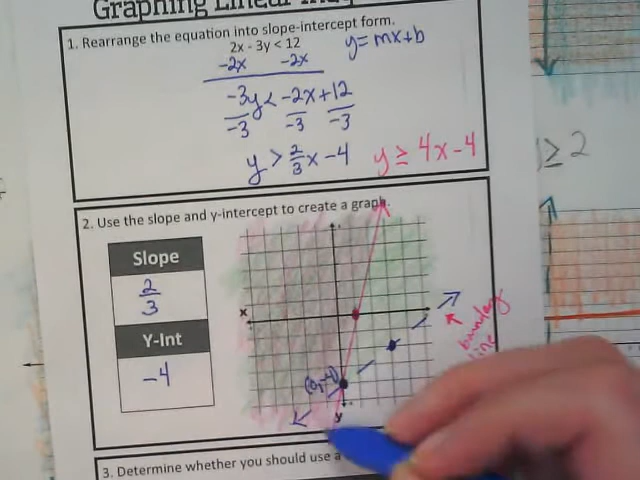 Graphing Linear
1. Rearrange the equation into slope-intercept form.
2x - 3y < 12
y = mx+b
-2x -2x
-3y < -2x + 12
-3 -3 -3
y > 2/3 x - 4
y ≥ 4x - 4
≥ 2
2. Use the slope and y-intercept to create a graph.
Slope
2/3
Y-Int
-4
x
(0,-4)
y
boundary
line
3. Determine whether you should use a